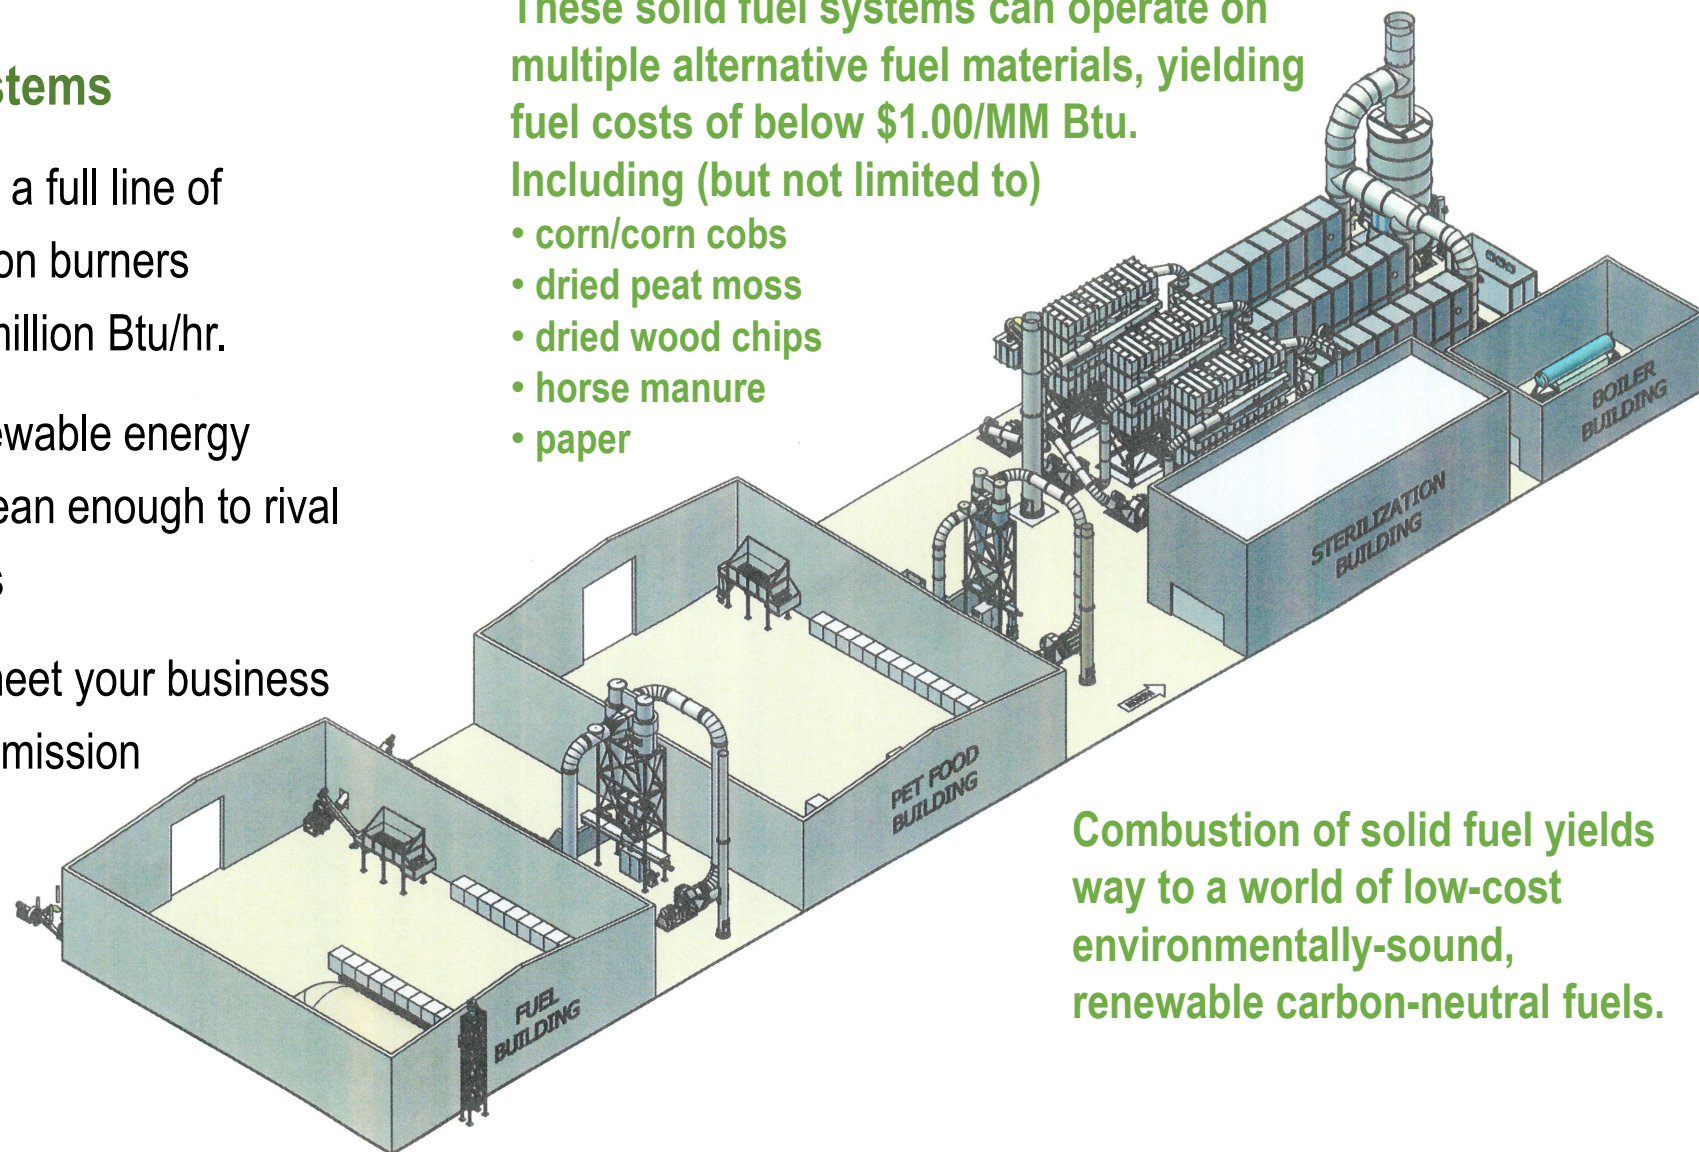 stems
a full line of
on burners
million Btu/hr.
ewable energy
ean enough to rival
s
meet your business
mission
These solid fuel systems can operate on
multiple alternative fuel materials, yielding
fuel costs of below $1.00/MM Btu.
Including (but not limited to)
• corn/corn cobs
• dried peat moss
• dried wood chips
• horse manure
• paper
BOILER
BUILDING
STERILIZATION
BUILDING
PET FOOD
BUILDING
FUEL
BUILDING
Combustion of solid fuel yields
way to a world of low-cost
environmentally-sound,
renewable carbon-neutral fuels.